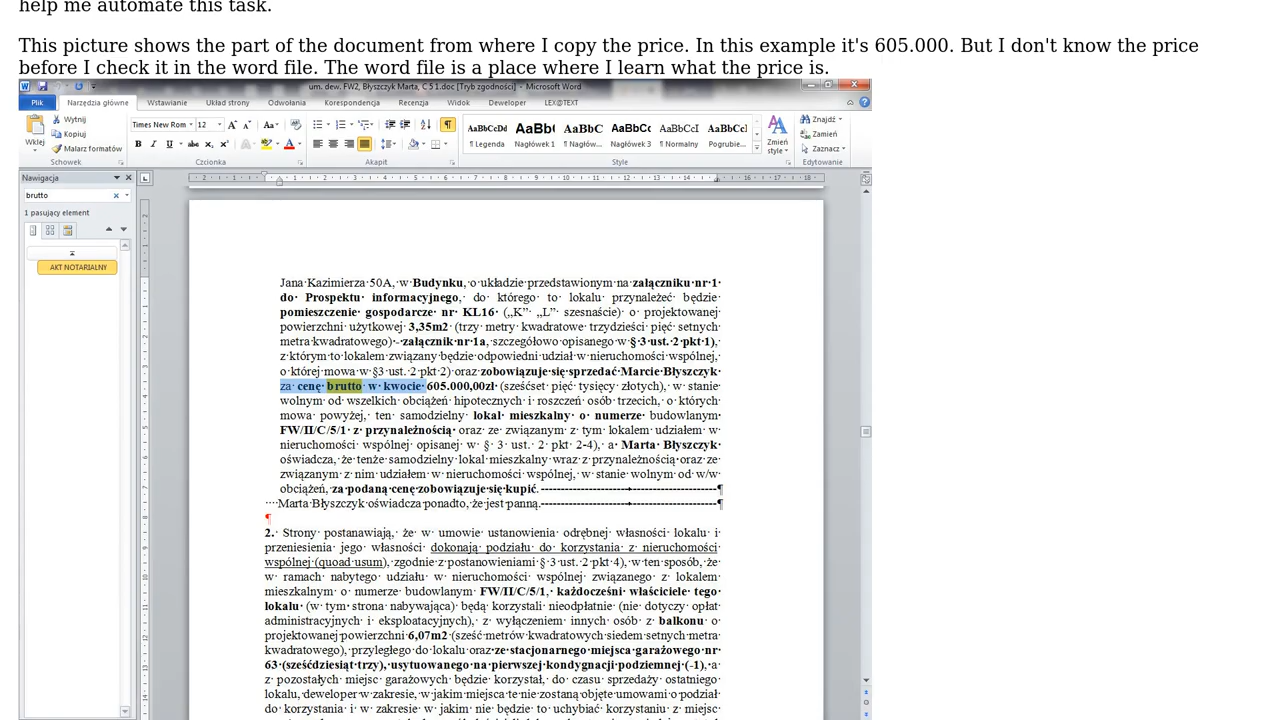 help me automate this task.
This picture shows the part of the document from where I copy the price. In this example it's 605.000. But I don't know the price
before I check it in the word file. The word file is a place where I learn what the price is.
um. dew. FW2, Błyszczyk Marta, C 5 1.doc [Tryb zgodności] - Microsoft Word
Plik Narzędzia główne Wstawianie Układ strony Odwołania Korespondencja Recenzja Widok Deweloper LEX@TEXT
Wklej Wytnij Kopiuj Malarz formatów
Times New Rom 12 Aa
AaBbCcDd AaBb( AaBbC AaBbCc AaBbCcI AaBbCcl
¶ Legenda Nagłówek 1 ¶ Nagłów... ¶ Nagłówek 3 ¶ Normalny Pogrubie...
Zmień style
Znajdź
Zamień
Zaznacz
Schowek Czcionka Akapit Style Edytowanie
Nawigacja
brutto
1 pasujący element
AKT NOTARIALNY
Jana Kazimierza 50A, w Budynku, o układzie przedstawionym na załączniku nr 1
do Prospektu informacyjnego, do którego to lokalu przynależeć będzie
pomieszczenie gospodarcze nr KL16 („K” „L” szesnaście) o projektowanej
powierzchni użytkowej 3,35m2 (trzy metry kwadratowe trzydzieści pięć setnych
metra kwadratowego) - załącznik nr 1a, szczegółowo opisanego w § 3 ust. 2 pkt 1),
z którym to lokalem związany będzie odpowiedni udział w nieruchomości wspólnej,
o której mowa w §3 ust. 2 pkt 2) oraz zobowiązuje się sprzedać Marcie Błyszczyk
za cenę brutto w kwocie 605.000,00zł (sześćset pięć tysięcy złotych), w stanie
wolnym od wszelkich obciążeń hipotecznych i roszczeń osób trzecich, o których
mowa powyżej, ten samodzielny lokal mieszkalny o numerze budowlanym
FW/II/C/5/1 z przynależnością oraz ze związanym z tym lokalem udziałem w
nieruchomości wspólnej opisanej w § 3 ust. 2 pkt 2-4), a Marta Błyszczyk
oświadcza, że tenże samodzielny lokal mieszkalny wraz z przynależnością oraz ze
związanym z nim udziałem w nieruchomości wspólnej, w stanie wolnym od w/w
obciążeń, za podaną cenę zobowiązuje się kupić. ¶
Marta Błyszczyk oświadcza ponadto, że jest panną. ¶
¶
2. Strony postanawiają, że w umowie ustanowienia odrębnej własności lokalu i
przeniesienia jego własności dokonają podziału do korzystania z nieruchomości
wspólnej (quoad usum), zgodnie z postanowieniami § 3 ust. 2 pkt 4), w ten sposób, że
w ramach nabytego udziału w nieruchomości wspólnej związanego z lokalem
mieszkalnym o numerze budowlanym FW/II/C/5/1, każdocześni właściciele tego
lokalu (w tym strona nabywająca) będą korzystali nieodpłatnie (nie dotyczy opłat
administracyjnych i eksploatacyjnych), z wyłączeniem innych osób z balkonu o
projektowanej powierzchni 6,07m2 (sześć metrów kwadratowych siedem setnych metra
kwadratowego), przyległego do lokalu oraz ze stacjonarnego miejsca garażowego nr
63 (sześćdziesiąt trzy), usytuowanego na pierwszej kondygnacji podziemnej (-1), a
z pozostałych miejsc garażowych korzystał, do czasu sprzedaży ostatniego
lokalu, deweloper w zakresie, w jakim miejsca te nie zostaną objęte umowami o podział
do korzystania i w zakresie w jakim nie będzie to uchybiać korzystaniu z miejsc